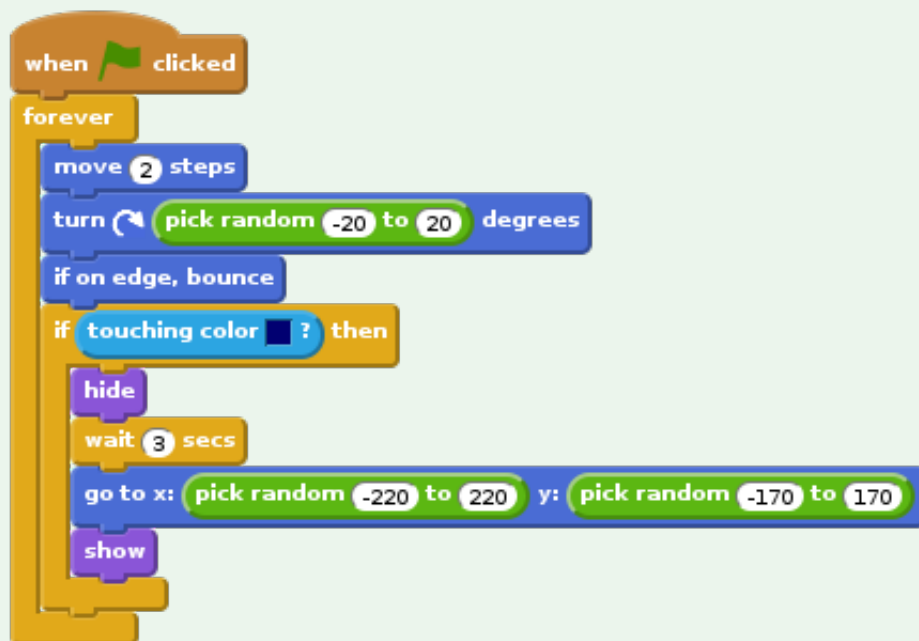 when clicked
forever
move 2 steps
turn pick random -20 to 20 degrees
if on edge, bounce
if touching color ? then
hide
wait 3 secs
go to x: pick random -220 to 220 y: pick random -170 to 170
show